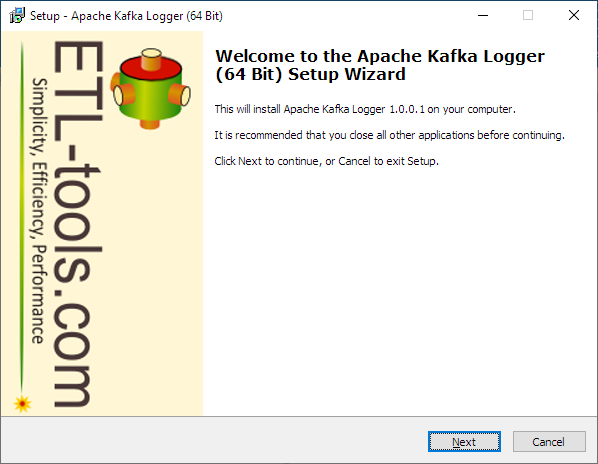 Setup - Apache Kafka Logger (64 Bit)
ETL-tools.com
Simplicity, Efficiency, Performance
Welcome to the Apache Kafka Logger
(64 Bit) Setup Wizard
This will install Apache Kafka Logger 1.0.0.1 on your computer.
It is recommended that you close all other applications before continuing.
Click Next to continue, or Cancel to exit Setup.
Next
Cancel